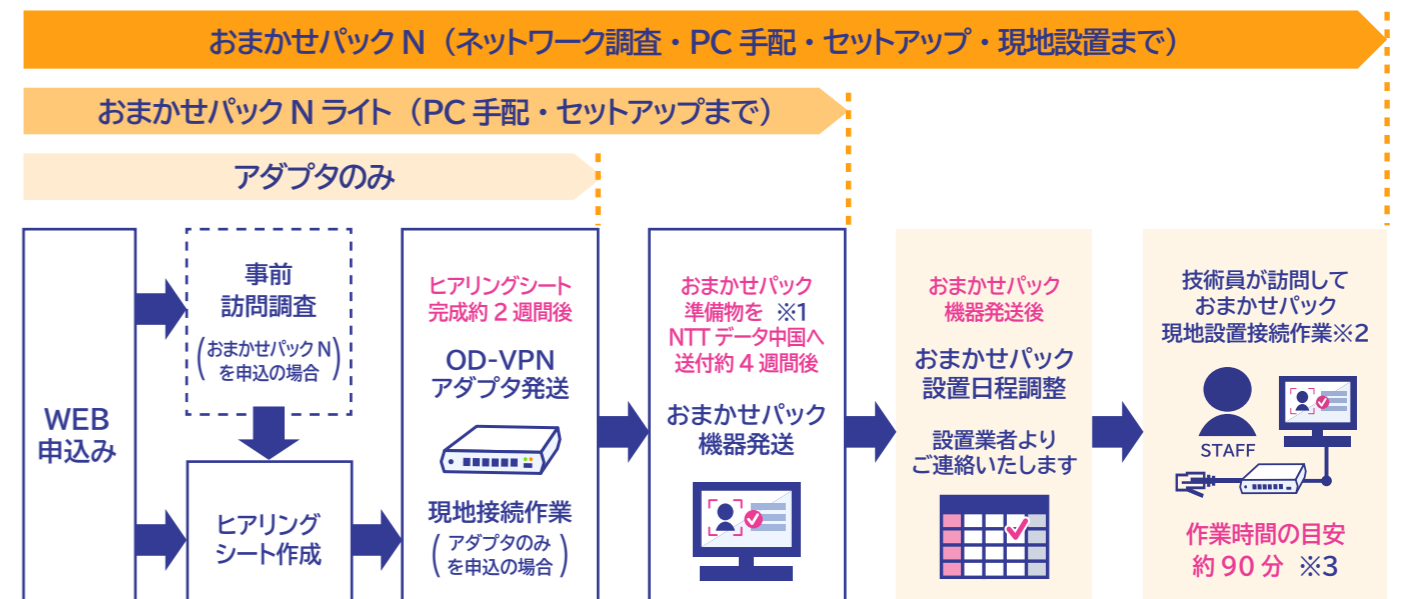 おまかせパック N（ネットワーク調査・PC 手配・セットアップ・現地設置まで）
おまかせパック N ライト（PC 手配・セットアップまで）
アダプタのみ
WEB
申込み
事前
訪問調査
（おまかせパック N
を申込の場合）
ヒアリング
シート作成
ヒアリングシート
完成約 2 週間後
OD-VPN
アダプタ発送
現地接続作業
（アダプタのみ
を申込の場合）
おまかせパック
準備物を ※1
NTT データ中国へ
送付約 4 週間後
おまかせパック
機器発送
おまかせパック
機器発送後
おまかせパック
設置日程調整
設置業者より
ご連絡いたします
技術員が訪問して
おまかせパック
現地設置接続作業※2
STAFF
作業時間の目安
約 90 分 ※3